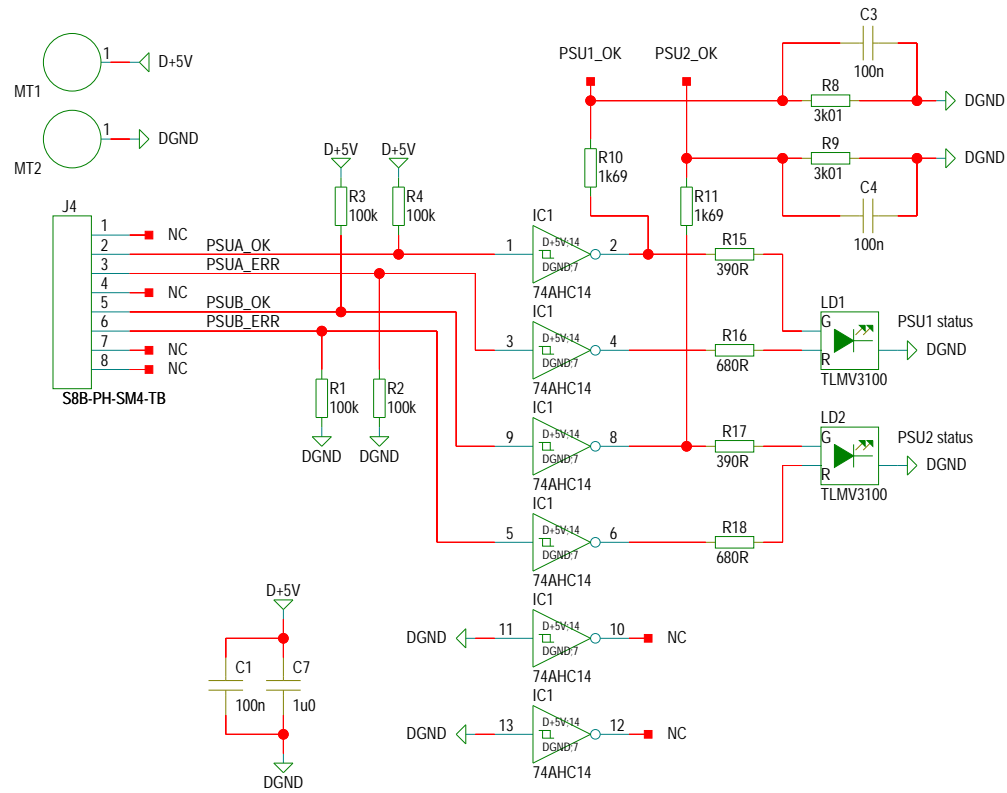 C3
100n
PSU1_OK
PSU2_OK
1
D+5V
MT1
R8
3k01
DGND
1
DGND
MT2
R9
3k01
DGND
C4
100n
D+5V
D+5V
R3
100k
R4
100k
R10
1k69
R11
1k69
J4
1
NC
2
PSUA_OK
3
PSUA_ERR
4
NC
5
PSUB_OK
6
PSUB_ERR
7
NC
8
NC
S8B-PH-SM4-TB
R1
100k
R2
100k
DGND
DGND
IC1
1
D+5V;14
DGND;7
2
74AHC14
R15
390R
IC1
3
D+5V;14
DGND;7
4
74AHC14
R16
680R
LD1
G
R
PSU1 status
DGND
TLMV3100
IC1
9
D+5V;14
DGND;7
8
74AHC14
R17
390R
LD2
G
R
PSU2 status
DGND
TLMV3100
IC1
5
D+5V;14
DGND;7
6
74AHC14
R18
680R
IC1
DGND
11
D+5V;14
DGND;7
10
NC
74AHC14
IC1
DGND
13
D+5V;14
DGND;7
12
NC
74AHC14
D+5V
C1
100n
C7
1u0
DGND